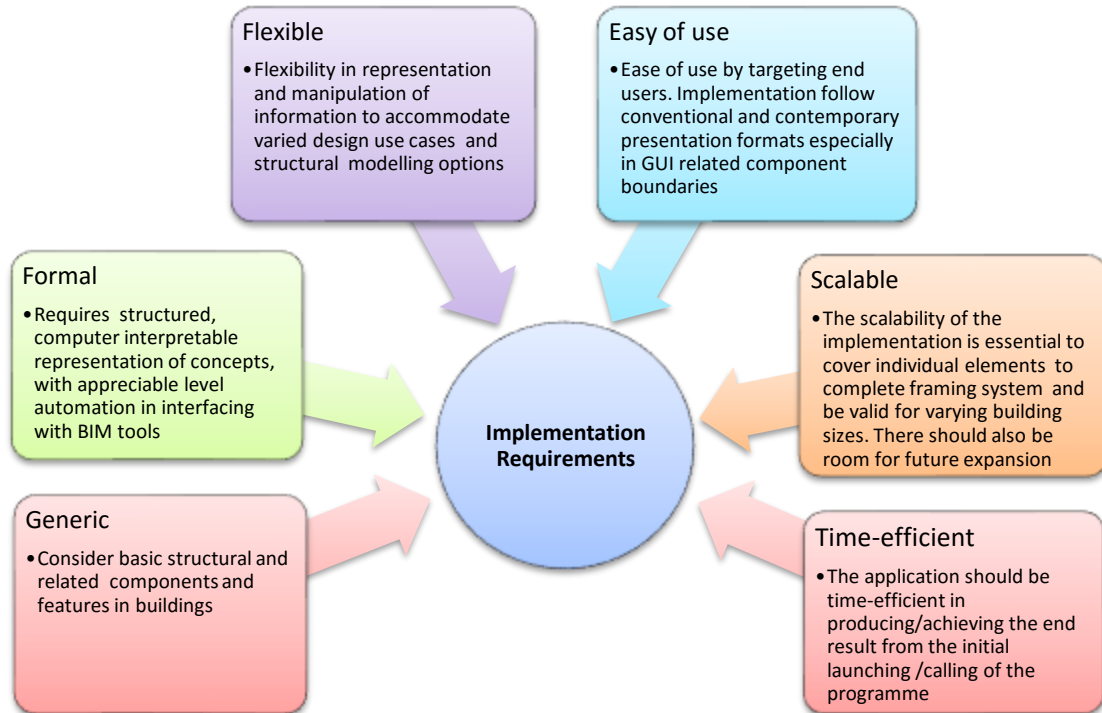 Flexible
•Flexibility in representation
and manipulation of
information to accommodate
varied design use cases and
structural modelling options
Easy of use
•Ease of use by targeting end
users. Implementation follow
conventional and contemporary
presentation formats especially
in GUI related component
boundaries
Formal
•Requires structured,
computer interpretable
representation of concepts,
with appreciable level
automation in interfacing
with BIM tools
Scalable
•The scalability of the
implementation is essential to
cover individual elements to
complete framing system and
be valid for varying building
sizes. There should also be
room for future expansion
Implementation
Requirements
Generic
•Consider basic structural and
related components and
features in buildings
Time-efficient
•The application should be
time-efficient in
producing/achieving the end
result from the initial
launching /calling of the
programme